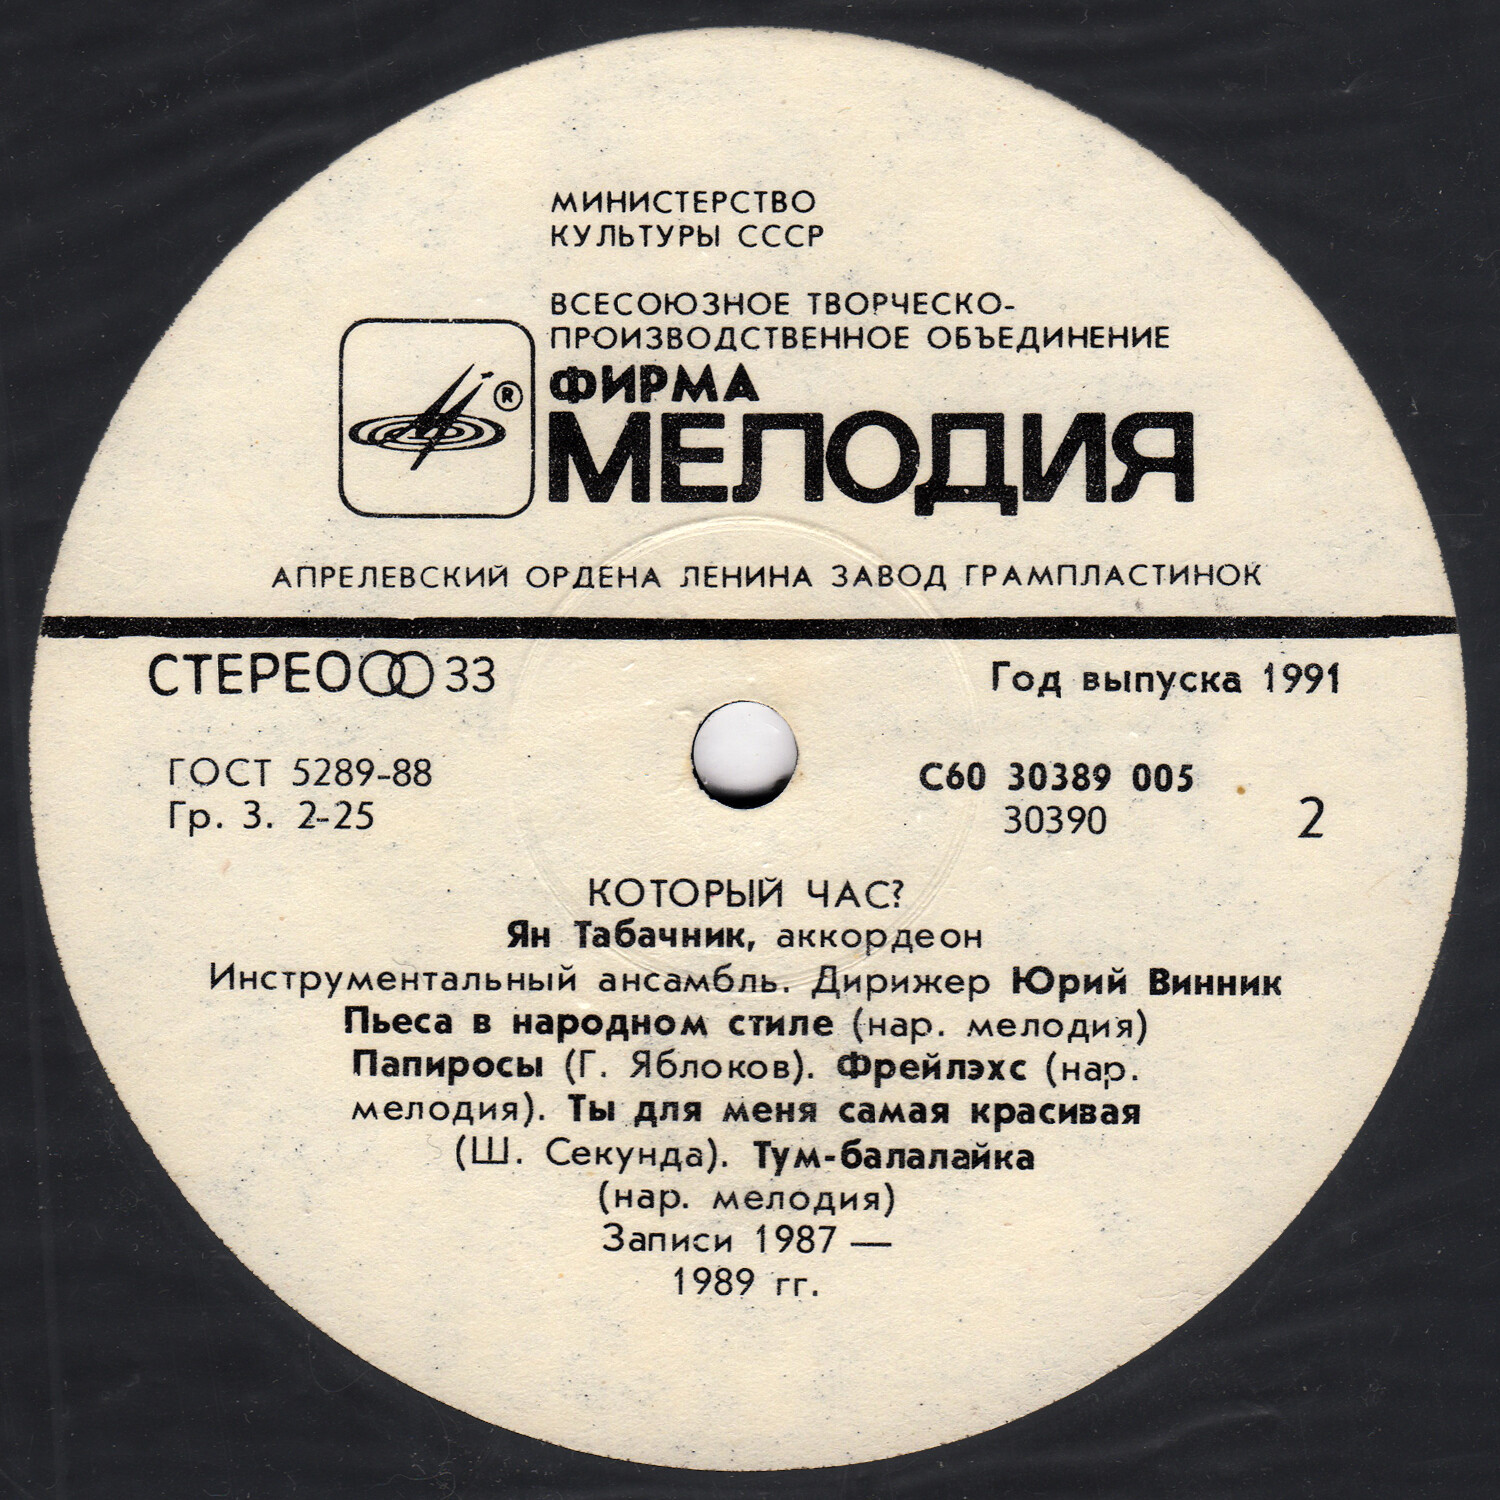 МИНИСТЕРСТВО
КУЛЬТУРЫ СССР
ВСЕСОЮЗНОЕ ТВОРЧЕСКО-
ПРОИЗВОДСТВЕННОЕ ОБЪЕДИНЕНИЕ
ФИРМА
®
МЕЛОДИЯ
АПРЕЛЕВСКИЙ ОРДЕНА ЛЕНИНА ЗАВОД ГРАМПЛАСТИНОК
СТЕРЕО 33
Год выпуска 1991
ГОСТ 5289-88
Гр. 3. 2-25
С60 30389 005
30390
2
КОТОРЫЙ ЧАС?
Ян Табачник, аккордеон
Инструментальный ансамбль. Дирижер Юрий Винник
Пьеса в народном стиле (нар. мелодия)
Папиросы (Г. Яблоков). Фрейлэхс (нар.
мелодия). Ты для меня самая красивая
(Ш. Секунда). Тум-балалайка
(нар. мелодия)
Записи 1987 —
1989 гг.